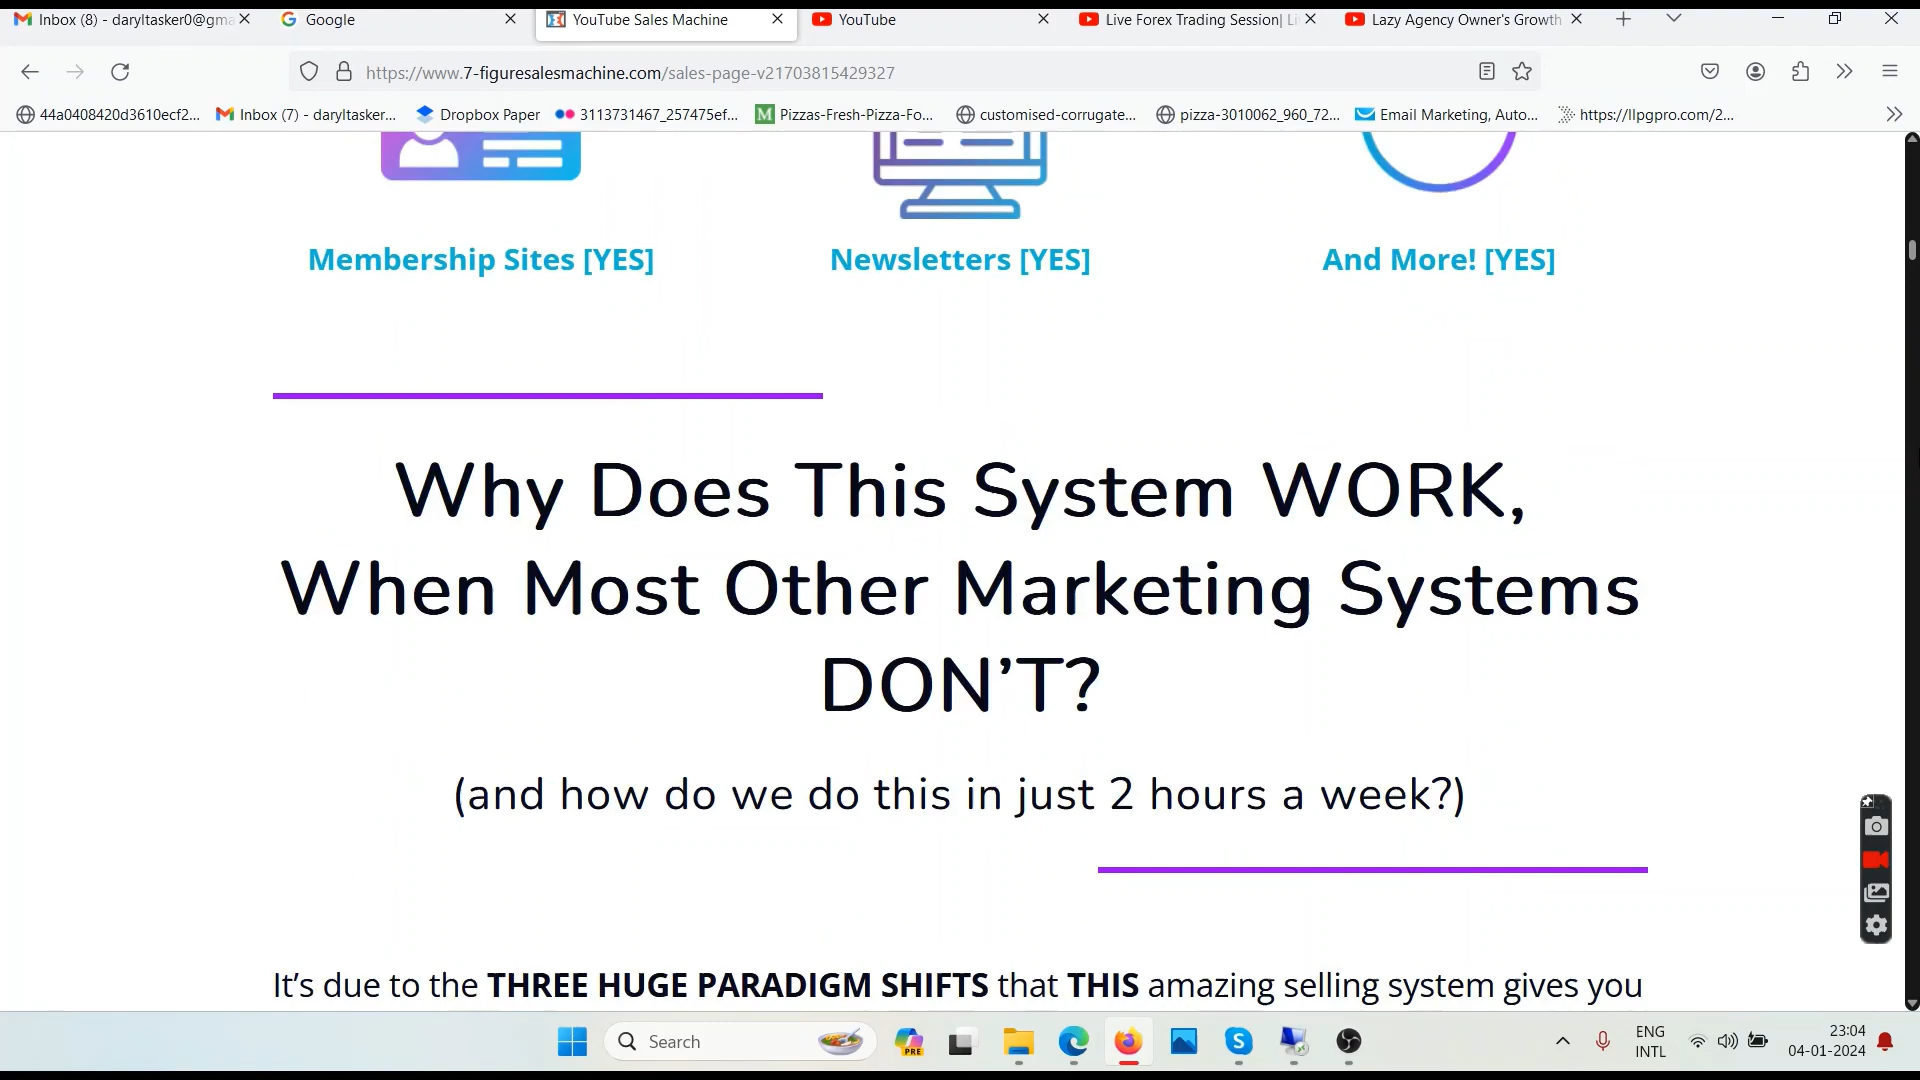 Inbox (8) - daryltasker0@gma
Google
YouTube Sales Machine
YouTube
Live Forex Trading Session| Li
Lazy Agency Owner's Growth
https://www.7-figuresalesmachine.com/sales-page-v21703815429327
44a0408420d3610ecf2...
Inbox (7) - daryltasker...
Dropbox Paper
3113731467_257475ef...
M
Pizzas-Fresh-Pizza-Fo...
customised-corrugate...
pizza-3010062_960_72...
Email Marketing, Auto...
https://llpgpro.com/2...
Membership Sites [YES]
Newsletters [YES]
And More! [YES]
Why Does This System WORK,
When Most Other Marketing Systems
DON’T?
(and how do we do this in just 2 hours a week?)
It’s due to the THREE HUGE PARADIGM SHIFTS that THIS amazing selling system gives you
Search
PRE
ENG
INTL
23:04
04-01-2024